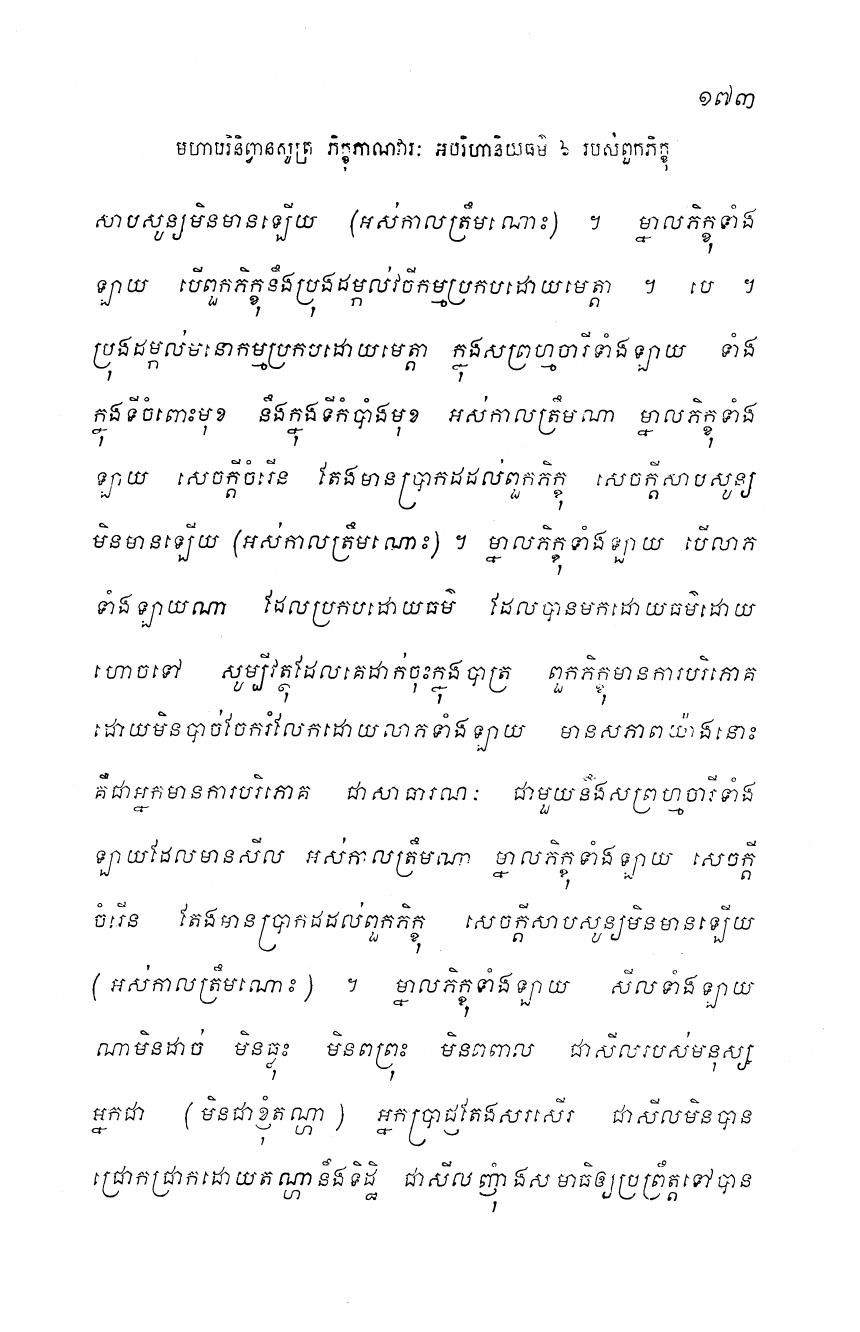 ១៧៣
មហាបរិនិព្វានសូត្រ ភិក្ខុភាណវារៈ អបរិហានិយធម៌ ៦ របស់ពួកភិក្ខុ
សាបសូន្យមិនមានឡើយ (អស់កាលត្រឹមណោះ) ។ ម្នាលភិក្ខុទាំង
ឡាយ បើពួកភិក្ខុនឹងប្រុងដម្កល់វចីកម្មប្រកបដោយមេត្តា ។ បេ ។
ប្រុងដម្កល់មនោកម្មប្រកបដោយមេត្តា ក្នុងសព្រហ្មចារីទាំងឡាយ ទាំង
ក្នុងទីចំពោះមុខ នឹងក្នុងទីកំបាំងមុខ អស់កាលត្រឹមណា ម្នាលភិក្ខុទាំង
ឡាយ សេចក្តីចំរើន តែងមានប្រាកដដល់ពួកភិក្ខុ សេចក្តីសាបសូន្យ
មិនមានឡើយ (អស់កាលត្រឹមណោះ) ។ ម្នាលភិក្ខុទាំងឡាយ បើលាភ
ទាំងឡាយណា ដែលប្រកបដោយធម៌ ដែលបានមកដោយធម៌ដោយ
ហោចទៅ សូម្បីវត្ថុដែលគេដាក់ចុះក្នុងបាត្រ ពួកភិក្ខុមានការបរិភោគ
ដោយមិនបាច់ចែករំលែកដោយលាភទាំងឡាយ មានសភាពយ៉ាងនោះ
គឺជាអ្នកមានការបរិភោគ ជាសាធារណៈ ជាមួយនឹងសព្រហ្មចារីទាំង
ឡាយដែលមានសីល អស់កាលត្រឹមណា ម្នាលភិក្ខុទាំងឡាយ សេចក្តី
ចំរើន តែងមានប្រាកដដល់ពួកភិក្ខុ សេចក្តីសាបសូន្យមិនមានឡើយ
(អស់កាលត្រឹមណោះ) ។ ម្នាលភិក្ខុទាំងឡាយ សីលទាំងឡាយ
ណាមិនដាច់ មិនធ្លុះ មិនពព្រុះ មិនពពាល ជាសីលរបស់មនុស្ស
អ្នកជា (មិនជាខ្ញុំតណ្ហា) អ្នកប្រាជ្ញតែងសរសើរ ជាសីលមិនបាន
ជ្រោកជ្រាកដោយតណ្ហានឹងទិដ្ឋិ ជាសីលញ៉ាំងសមាធិឲ្យប្រព្រឹត្តទៅបាន